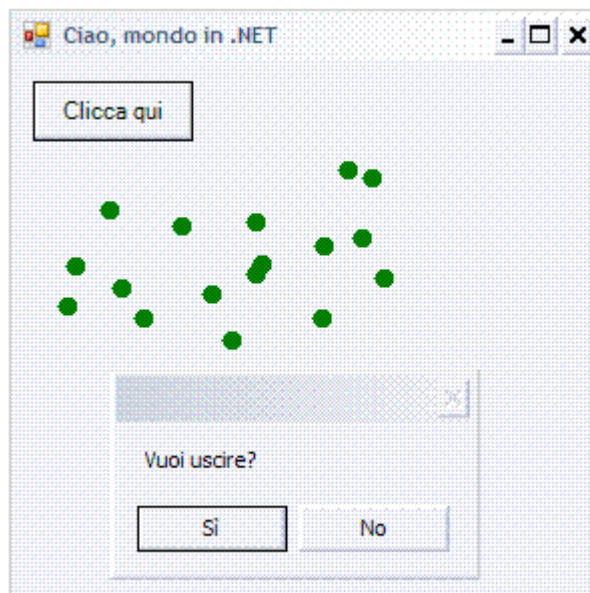 Ciao, mondo in .NET
Clicca qui
Vuoi uscire?
Sì
No